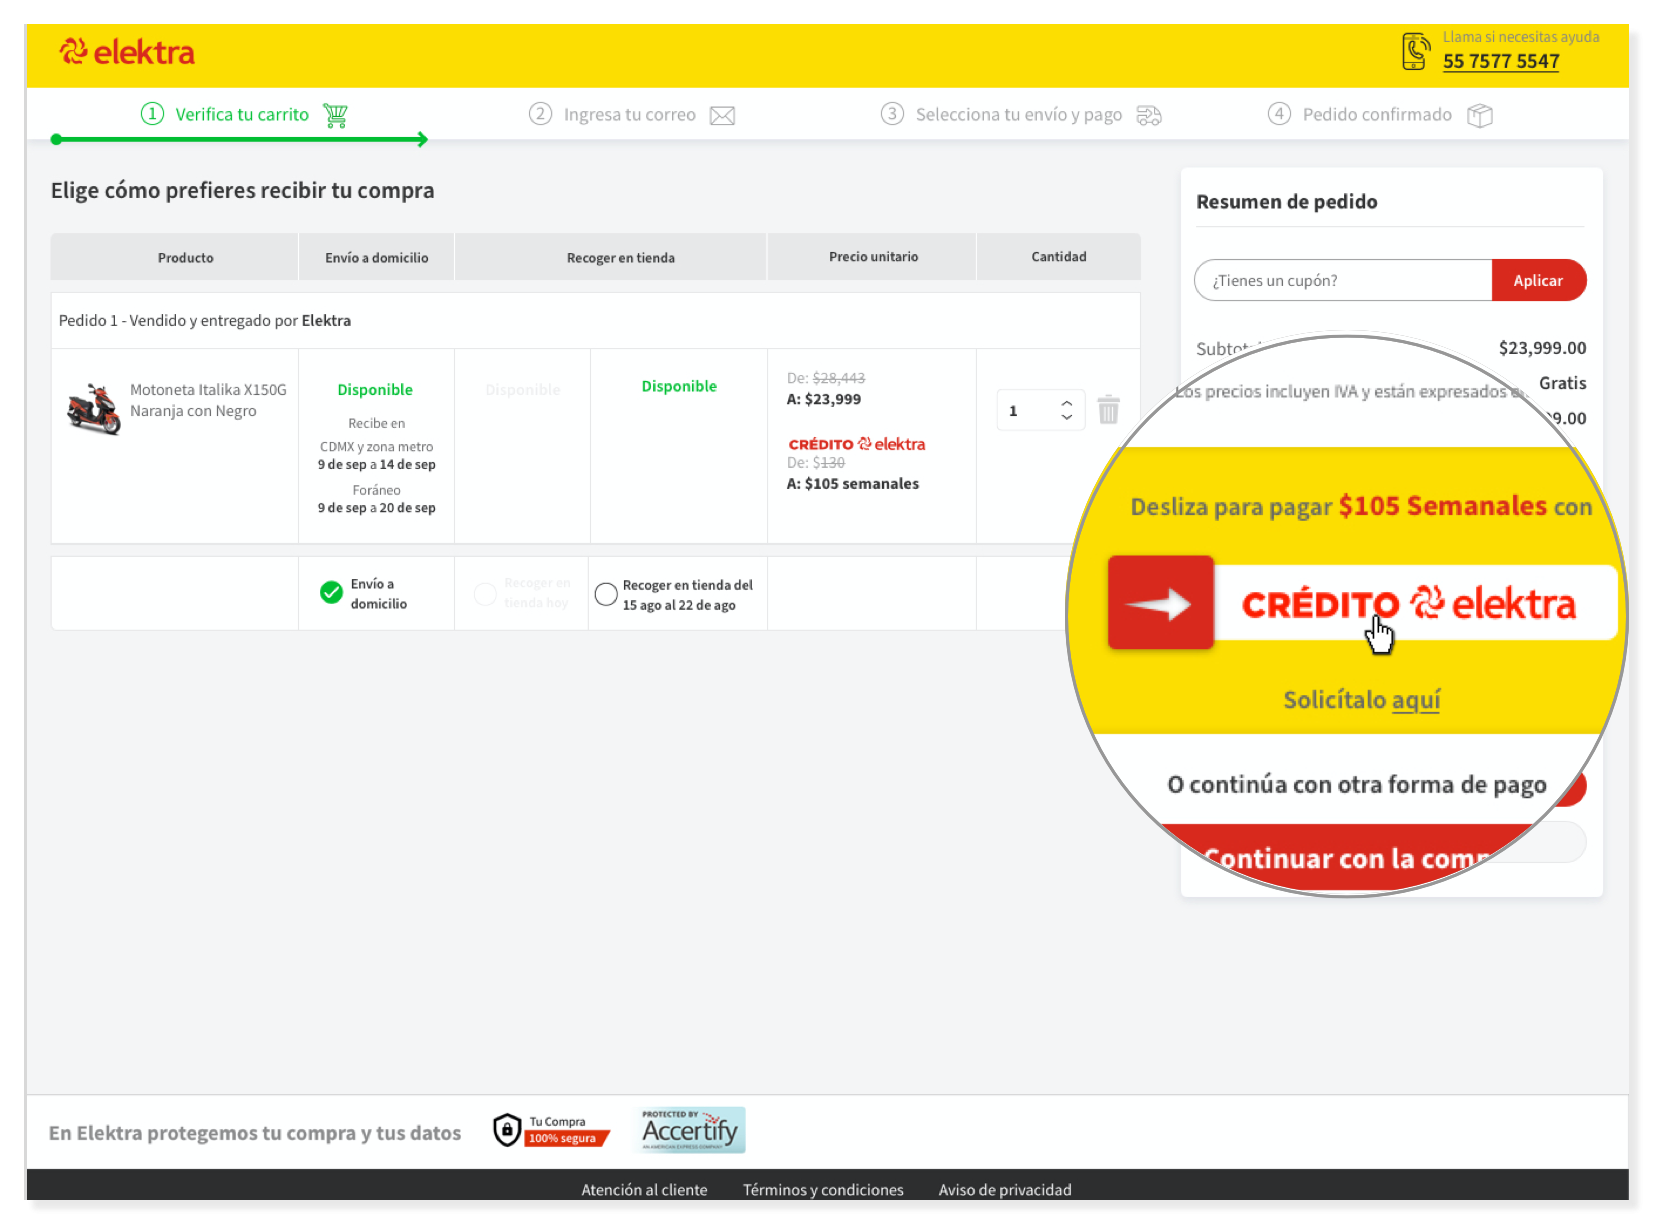 elektra
Llama si necesitas ayuda
55 7577 5547
1 Verifica tu carrito
2 Ingresa tu correo
3 Selecciona tu envío y pago
4 Pedido confirmado
Elige cómo prefieres recibir tu compra
Producto
Envío a domicilio
Recoger en tienda
Precio unitario
Cantidad
Pedido 1 - Vendido y entregado por Elektra
Motoneta Italika X150G
Naranja con Negro
Disponible
Recibe en
CDMX y zona metro
9 de sep a 14 de sep
Foráneo
9 de sep a 20 de sep
Disponible
Disponible
De: $28,443
A: $23,999
CRÉDITO elektra
De: $130
A: $105 semanales
1
Envío a
domicilio
Recoger en
tienda hoy
Recoger en tienda del
15 ago al 22 de ago
Resumen de pedido
¿Tienes un cupón?
Aplicar
$23,999.00
Gratis
Los precios incluyen IVA y están expresados
Desliza para pagar $105 Semanales con
CRÉDITO elektra
Solicítalo aquí
O continúa con otra forma de pago
Continuar con la
En Elektra protegemos tu compra y tus datos
Tu Compra
100% segura
PROTECTED BY
Accertify
AN AMERICAN EXPRESS COMPANY
Atención al cliente
Términos y condiciones
Aviso de privacidad